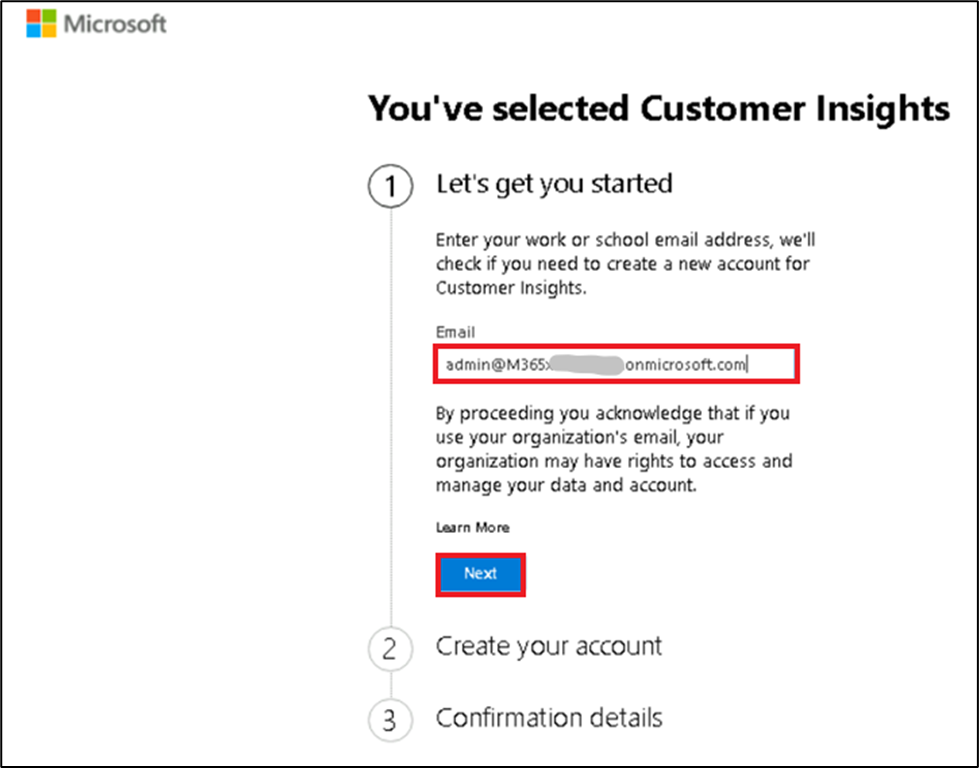 Microsoft
You've selected Customer Insights
1
Let's get you started
Enter your work or school email address, we'll
check if you need to create a new account for
Customer Insights.
Email
admin@M365x onmicrosoft.com
By proceeding you acknowledge that if you
use your organization's email, your
organization may have rights to access and
manage your data and account.
Learn More
Next
2
Create your account
3
Confirmation details